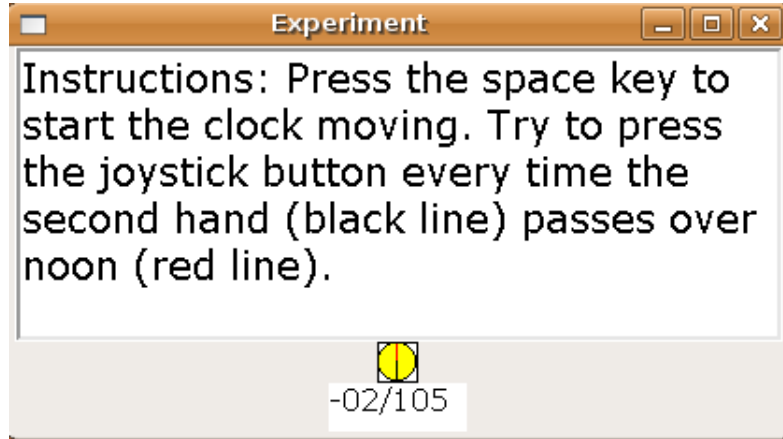 Experiment
Instructions: Press the space key to
start the clock moving. Try to press
the joystick button every time the
second hand (black line) passes over
noon (red line).
-02/105